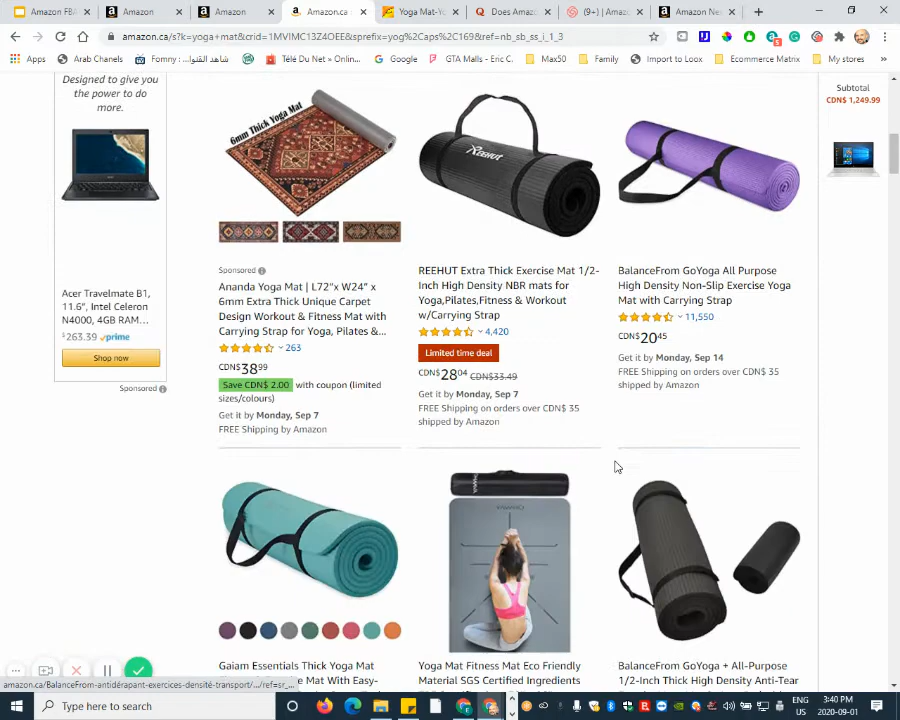 Amazon FBA
Amazon
Amazon
Amazon.ca
Yoga Mat-Yo
Does Amazo
(9+) | Amazo
Amazon Ne
amazon.ca/s?k=yoga+mat&crid=1MVIMC13Z4OEE&sprefix=yog%2Caps%2C169&ref=nb_sb_ss_i_1_3
Apps
Arab Channels
Fomny : شاهد القنوا
Télé Du Net » Onlin...
Google
GTA Malls - Eric C.
Max50
Family
Import to Loox
Ecommerce Matrix
My stores
»
Designed to give you
the power to do
more.
Acer Travelmate B1,
11.6", Intel Celeron
N4000, 4GB RAM...
$263.39 prime
Shop now
Sponsored
6mm Thick Yoga Mat
Sponsored
Ananda Yoga Mat | L72”x W24” x
6mm Extra Thick Unique Carpet
Design Workout & Fitness Mat with
Carrying Strap for Yoga, Pilates &...
263
CDN$ 38 99
Save CDN$ 2.00 with coupon (limited
sizes/colours)
Get it by Monday, Sep 7
FREE Shipping by Amazon
REEHUT
REEHUT Extra Thick Exercise Mat 1/2-
Inch High Density NBR mats for
Yoga,Pilates,Fitness & Workout
w/Carrying Strap
4,420
Limited time deal
CDN$ 28 04 CDN$33.49
Get it by Monday, Sep 7
FREE Shipping on orders over CDN$ 35
shipped by Amazon
BalanceFrom GoYoga All Purpose
High Density Non-Slip Exercise Yoga
Mat with Carrying Strap
11,550
CDN$ 20 45
Get it by Monday, Sep 14
FREE Shipping on orders over CDN$ 35
shipped by Amazon
Subtotal
CDN$ 1,249.99
Gaiam Essentials Thick Yoga Mat
Yoga Mat Fitness Mat Eco Friendly
Material SGS Certified Ingredients
BalanceFrom GoYoga + All-Purpose
1/2-Inch Thick High Density Anti-Tear
amazon.ca/BalanceFrom-antidérapant-exercices-densité-transport/.../ref=sr_...
Type here to search
ENG
US
3:40 PM
2020-09-01